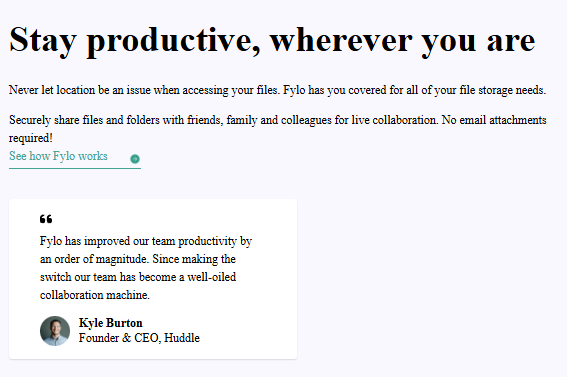 Stay productive, wherever you are
Never let location be an issue when accessing your files. Fylo has you covered for all of your file storage needs.
Securely share files and folders with friends, family and colleagues for live collaboration. No email attachments
required!
See how Fylo works
“
Fylo has improved our team productivity by
an order of magnitude. Since making the
switch our team has become a well-oiled
collaboration machine.
Kyle Burton
Founder & CEO, Huddle